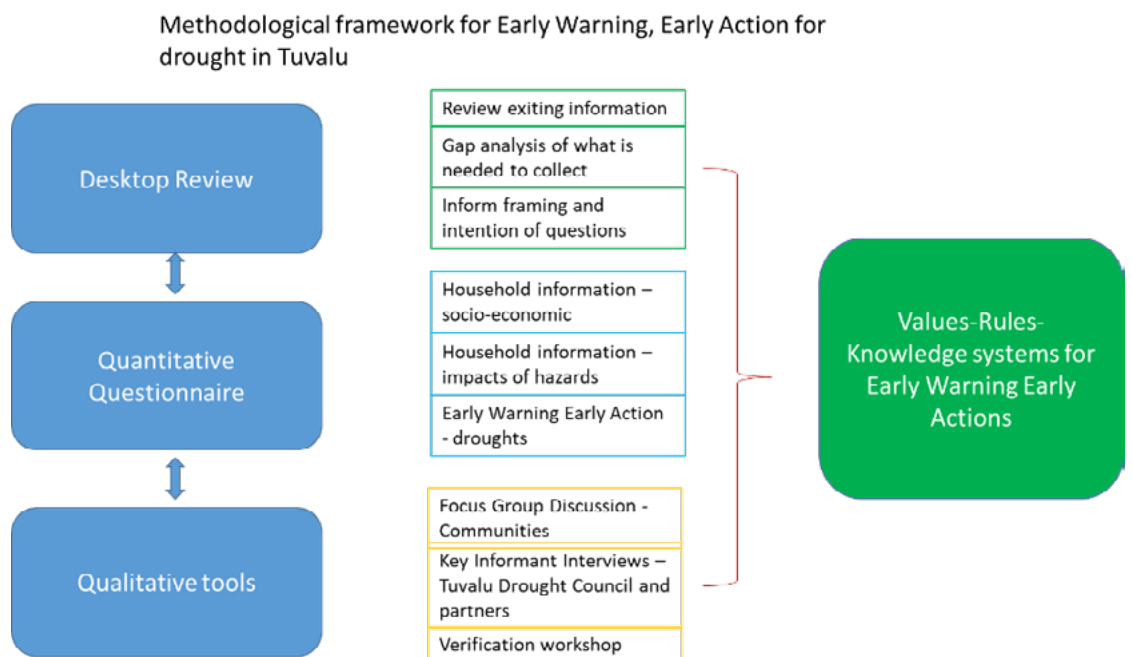 Methodological framework for Early Warning, Early Action for
drought in Tuvalu
Desktop Review
Review exiting information
Gap analysis of what is
needed to collect
Inform framing and
intention of questions
Quantitative
Questionnaire
Household information –
socio-economic
Household information –
impacts of hazards
Early Warning Early Action
- droughts
Qualitative tools
Focus Group Discussion -
Communities
Key Informant Interviews –
Tuvalu Drought Council and
partners
Verification workshop
Values-Rules-
Knowledge systems for
Early Warning Early
Actions